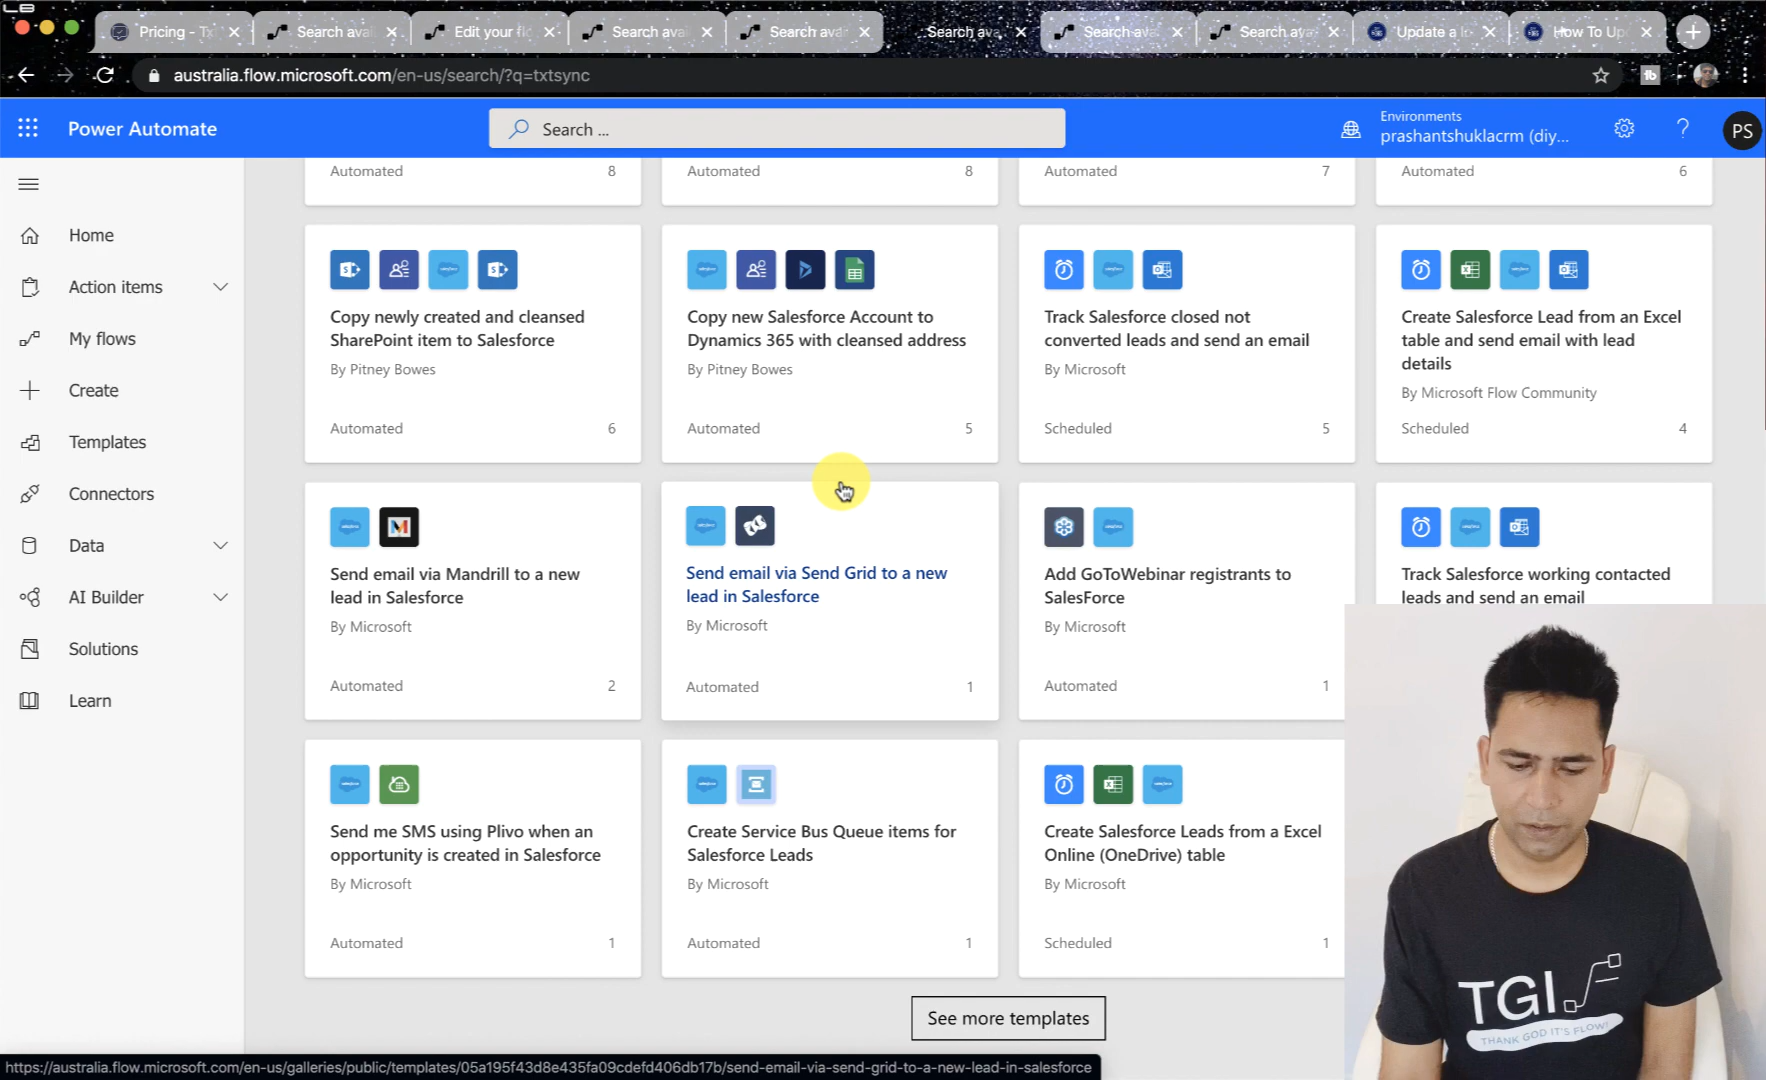 Pricing - Tx
Search avai
Edit your fl
Search avai
Search avai
Search ava
Search ava
Search ava
Update a
How To Up
australia.flow.microsoft.com/en-us/search/?q=txtsync
Power Automate
Search ...
Environments
prashantshuklacrm (diy...
PS
Home
Action items
My flows
Create
Templates
Connectors
Data
AI Builder
Solutions
Learn
Automated 8
Automated 8
Automated 7
Automated 6
Copy newly created and cleansed
SharePoint item to Salesforce
By Pitney Bowes
Automated 6
Copy new Salesforce Account to
Dynamics 365 with cleansed address
By Pitney Bowes
Automated 5
Track Salesforce closed not
converted leads and send an email
By Microsoft
Scheduled 5
Create Salesforce Lead from an Excel
table and send email with lead
details
By Microsoft Flow Community
Scheduled 4
Send email via Mandrill to a new
lead in Salesforce
By Microsoft
Automated 2
Send email via Send Grid to a new
lead in Salesforce
By Microsoft
Automated 1
Add GoToWebinar registrants to
SalesForce
By Microsoft
Automated 1
Track Salesforce working contacted
leads and send an email
Send me SMS using Plivo when an
opportunity is created in Salesforce
By Microsoft
Automated 1
Create Service Bus Queue items for
Salesforce Leads
By Microsoft
Automated 1
Create Salesforce Leads from a Excel
Online (OneDrive) table
By Microsoft
Scheduled 1
See more templates
TGIF
THANK GOD IT'S FLOW!
https://australia.flow.microsoft.com/en-us/galleries/public/templates/05a195f43d8e435fa09cdefd406db17b/send-email-via-send-grid-to-a-new-lead-in-salesforce